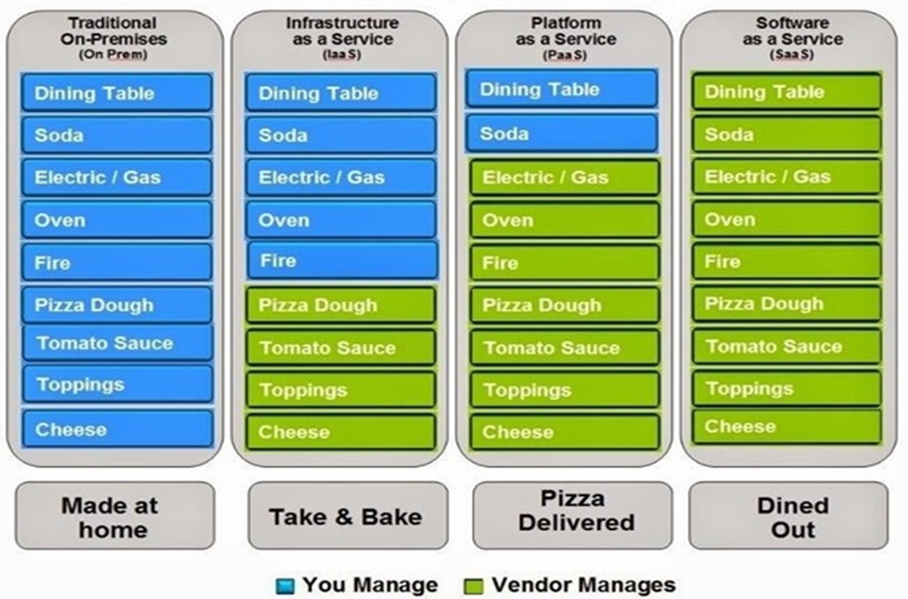 Traditional
On-Premises
(On Prem)
Dining Table
Soda
Electric / Gas
Oven
Fire
Pizza Dough
Tomato Sauce
Toppings
Cheese
Made at
home
Infrastructure
as a Service
(IaaS)
Dining Table
Soda
Electric / Gas
Oven
Fire
Pizza Dough
Tomato Sauce
Toppings
Cheese
Take & Bake
Platform
as a Service
(PaaS)
Dining Table
Soda
Electric / Gas
Oven
Fire
Pizza Dough
Tomato Sauce
Toppings
Cheese
Pizza
Delivered
Software
as a Service
(SaaS)
Dining Table
Soda
Electric / Gas
Oven
Fire
Pizza Dough
Tomato Sauce
Toppings
Cheese
Dined
Out
You Manage
Vendor Manages